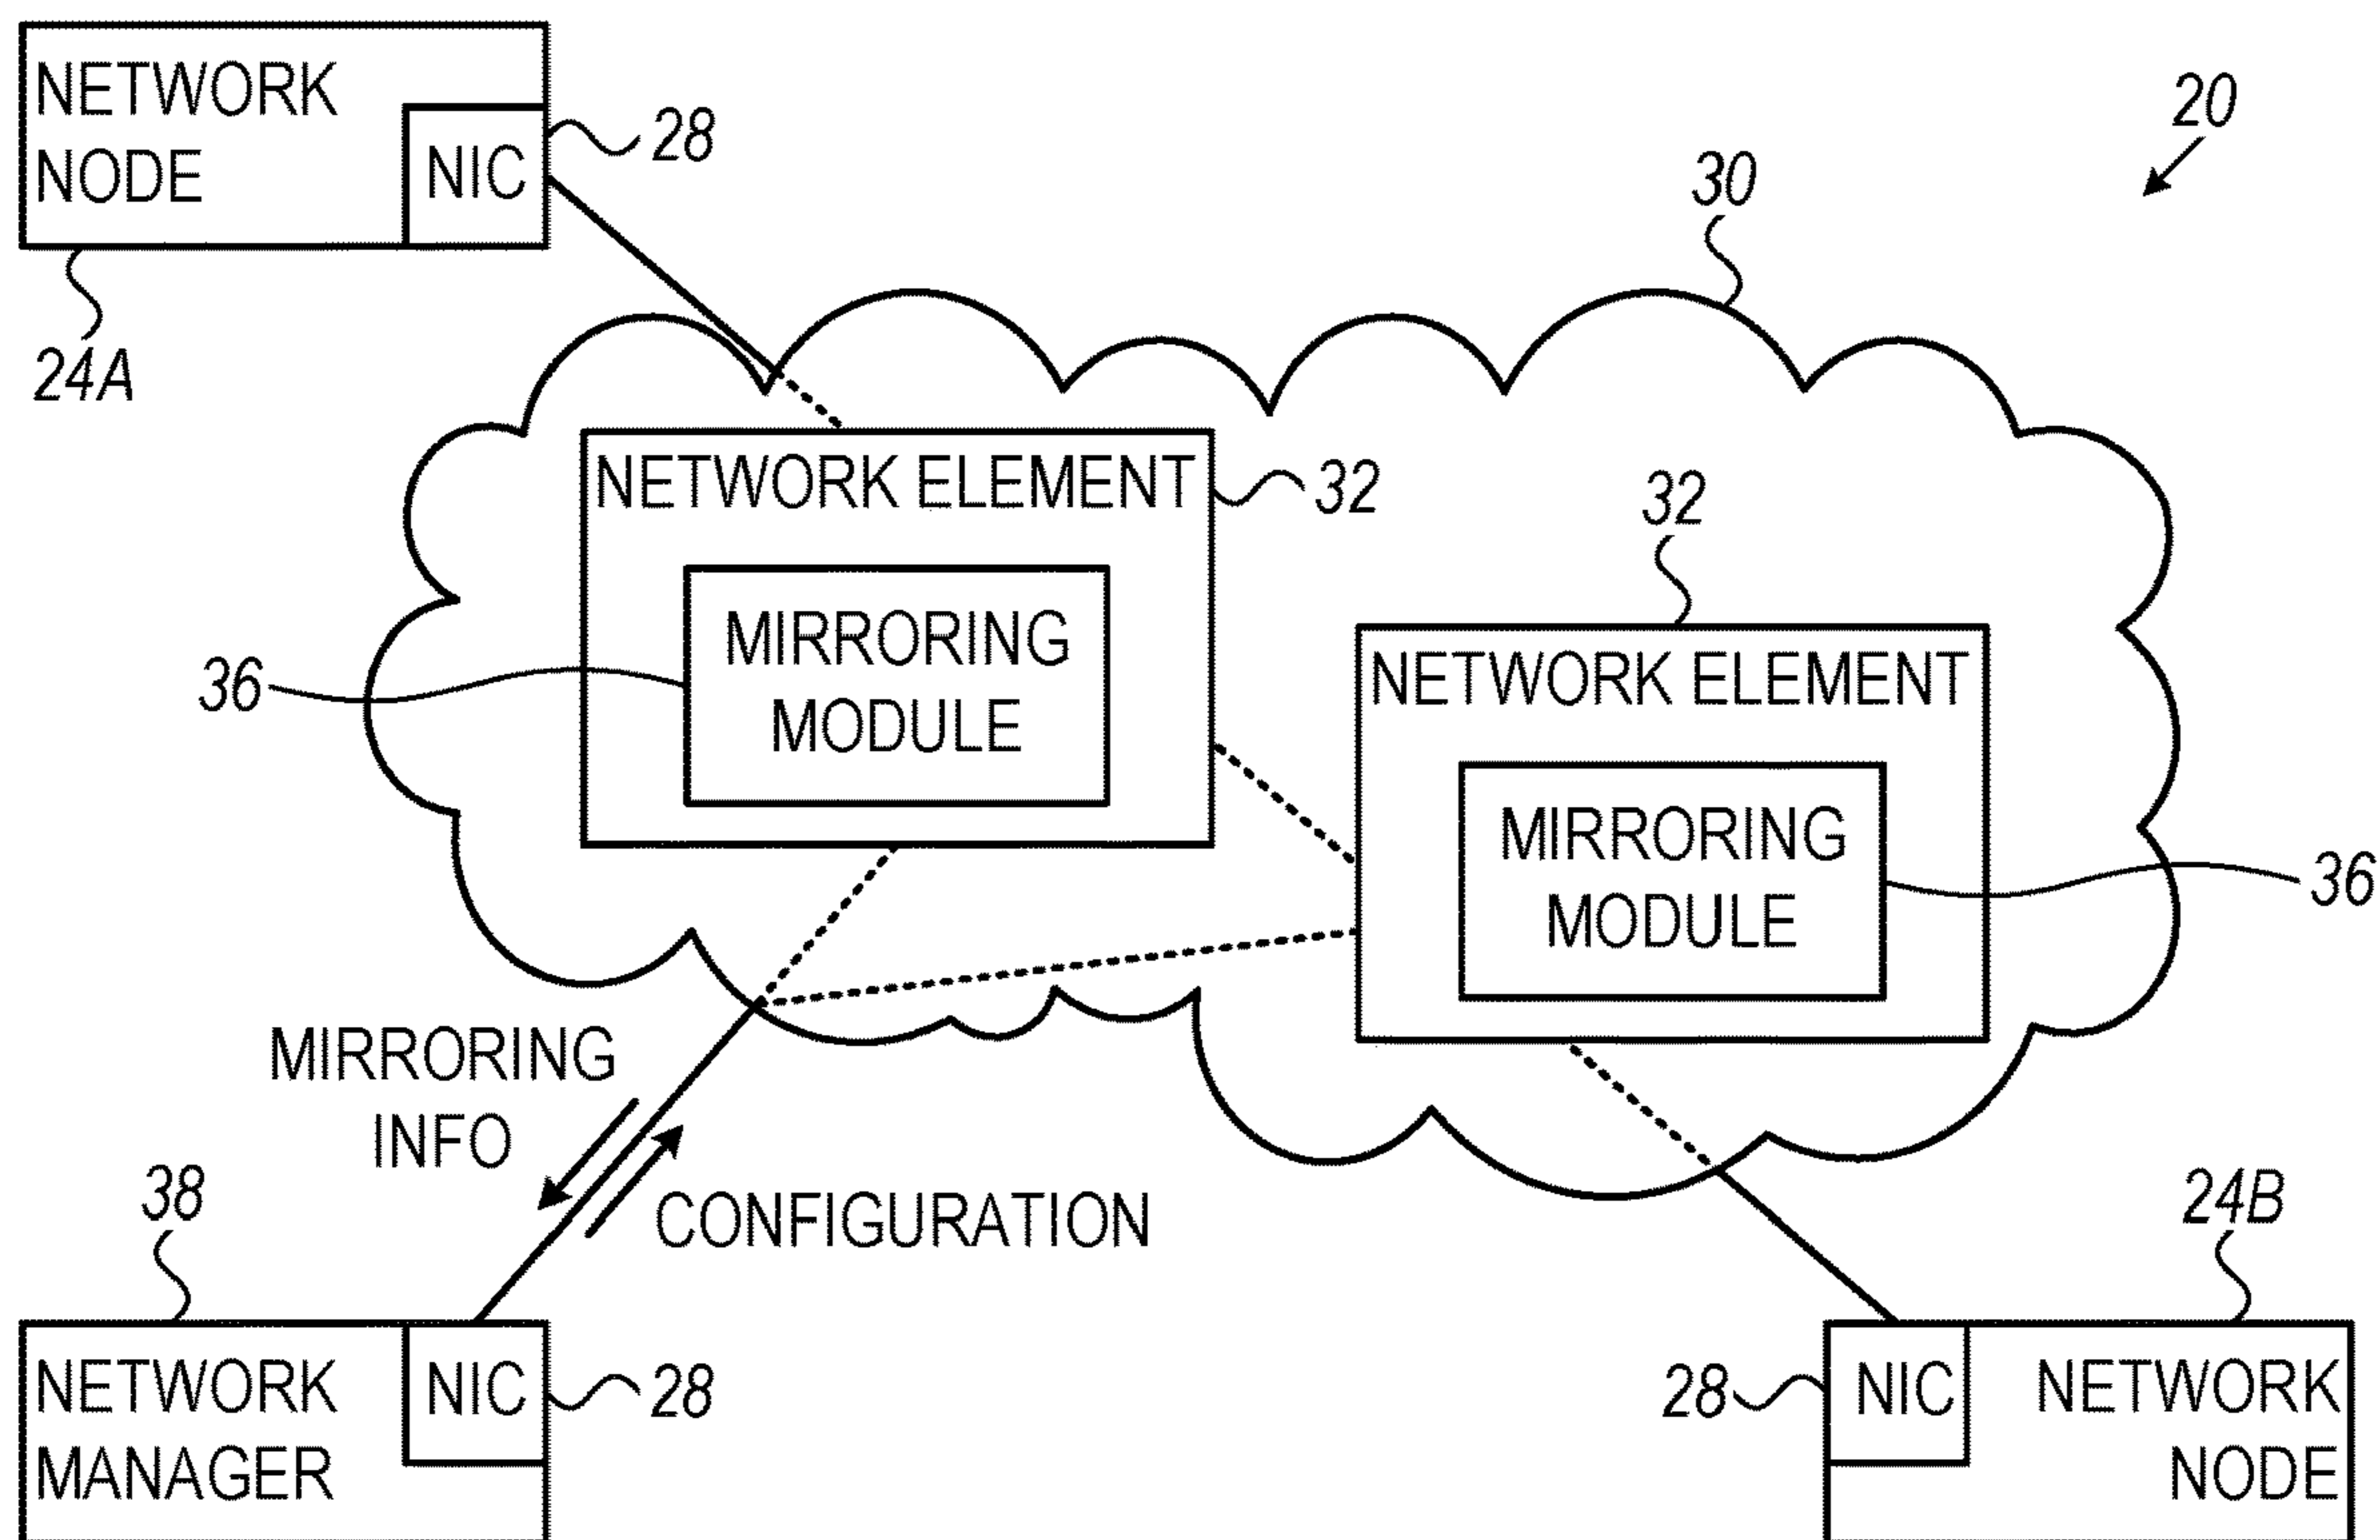 NETWORK
NODE
NIC
28
24A
20
30
NETWORK ELEMENT
32
MIRRORING
MODULE
36
32
NETWORK ELEMENT
MIRRORING
MODULE
36
MIRRORING
INFO
CONFIGURATION
38
NETWORK
MANAGER
NIC
28
24B
28
NIC
NETWORK
NODE